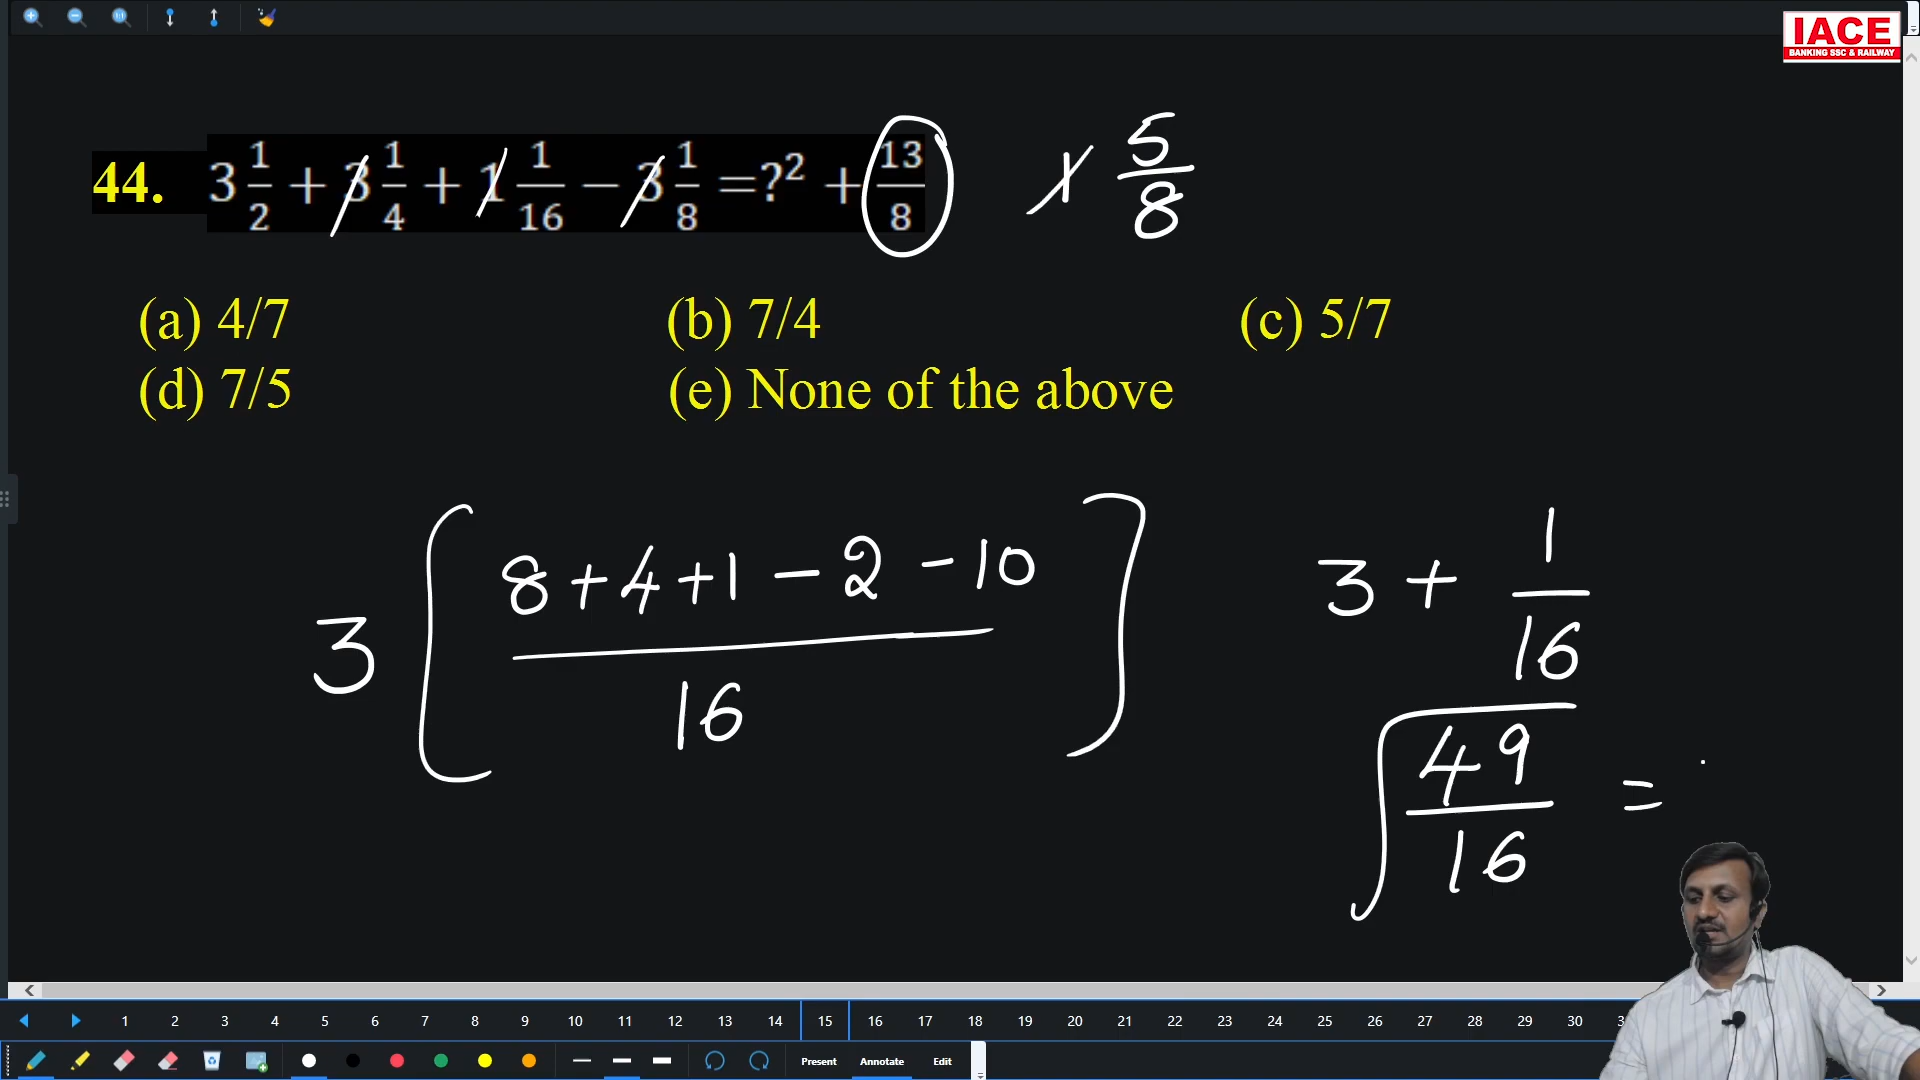 IACE
BANKING SSC & RAILWAY
44. 3 1/2 + 3 1/4 + 1 1/16 − 3 1/8 =?² + 13/8
1 5/8
(a) 4/7 (b) 7/4 (c) 5/7
(d) 7/5 (e) None of the above
3 [ (8 + 4 + 1 − 2 − 10) / 16 ]
3 + 1/16
√(49/16) =
1 2 3 4 5 6 7 8 9 10 11 12 13 14 15 16 17 18 19 20 21 22 23 24 25 26 27 28 29 30
Present Annotate Edit